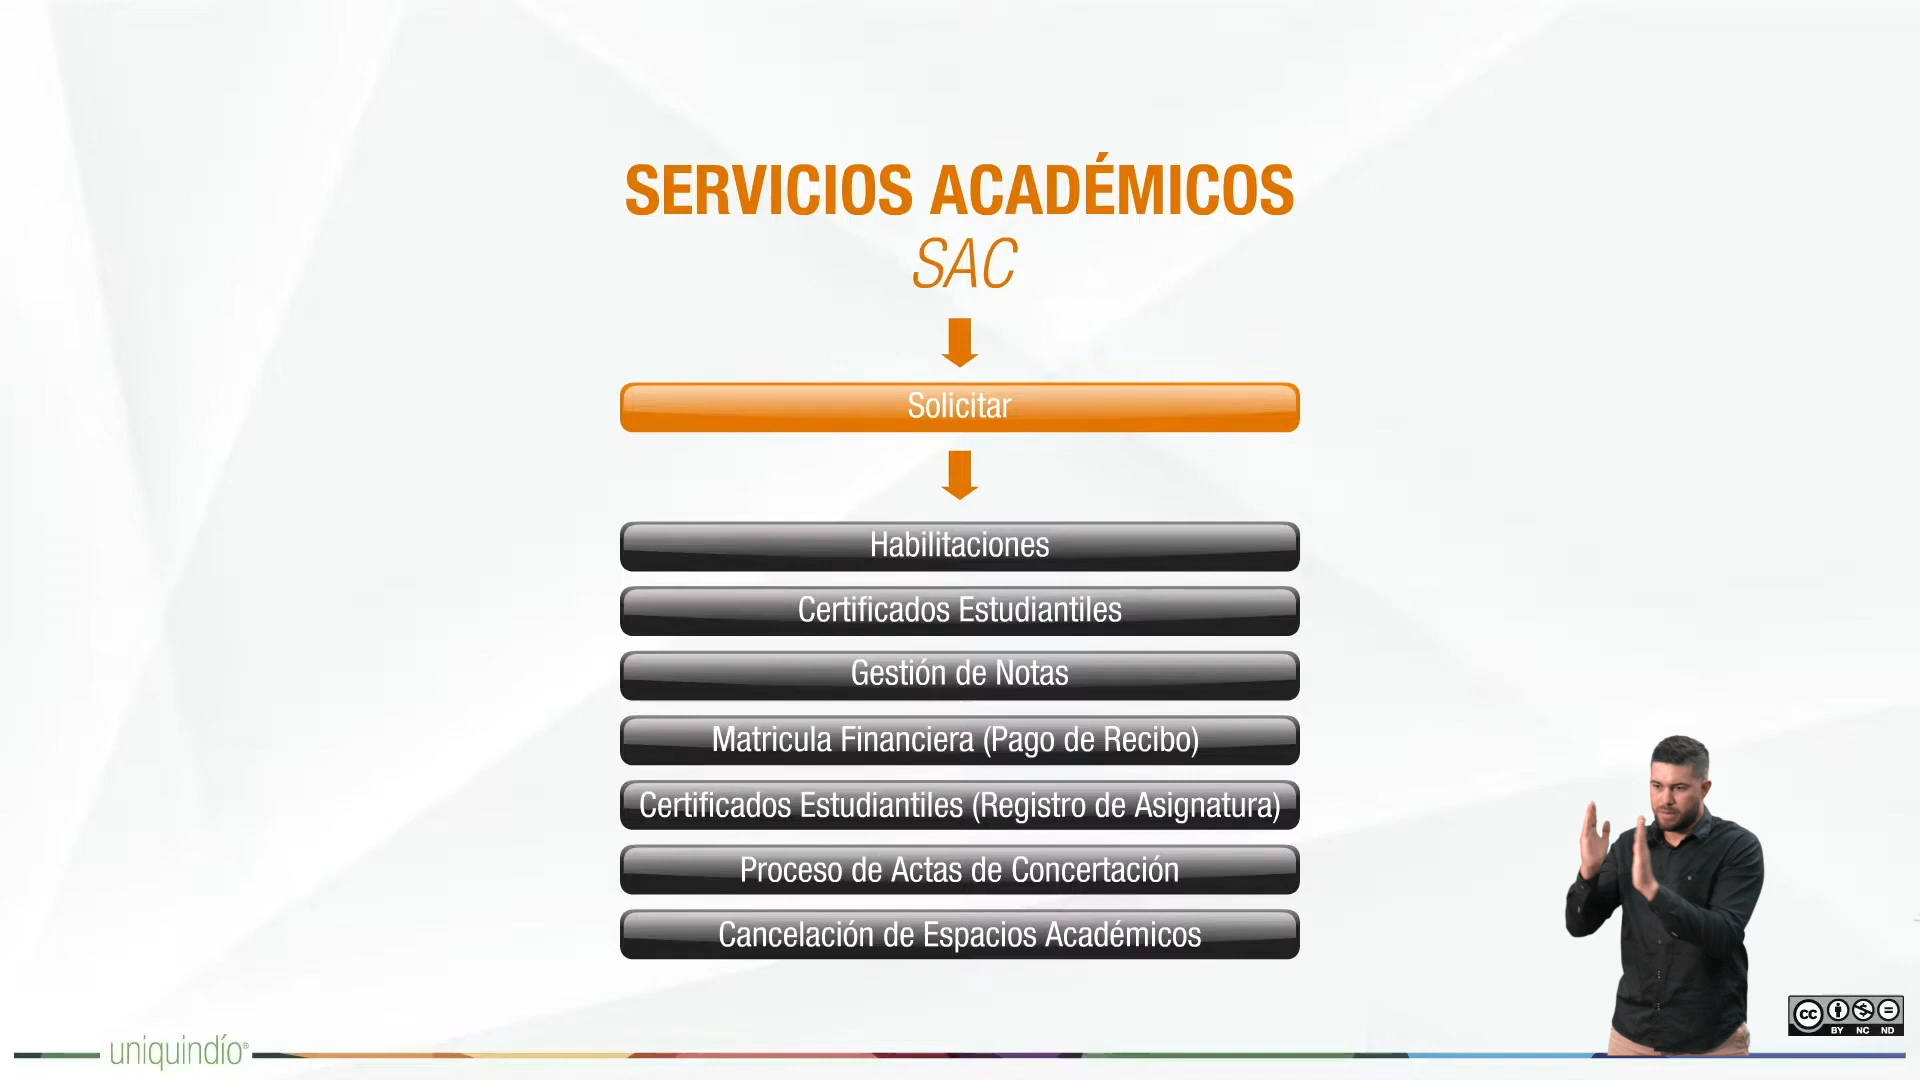 SERVICIOS ACADÉMICOS
SAC
Solicitar
Habilitaciones
Certificados Estudiantiles
Gestión de Notas
Matricula Financiera (Pago de Recibo)
Certificados Estudiantiles (Registro de Asignatura)
Proceso de Actas de Concertación
Cancelación de Espacios Académicos
uniquindío®
cc BY NC ND